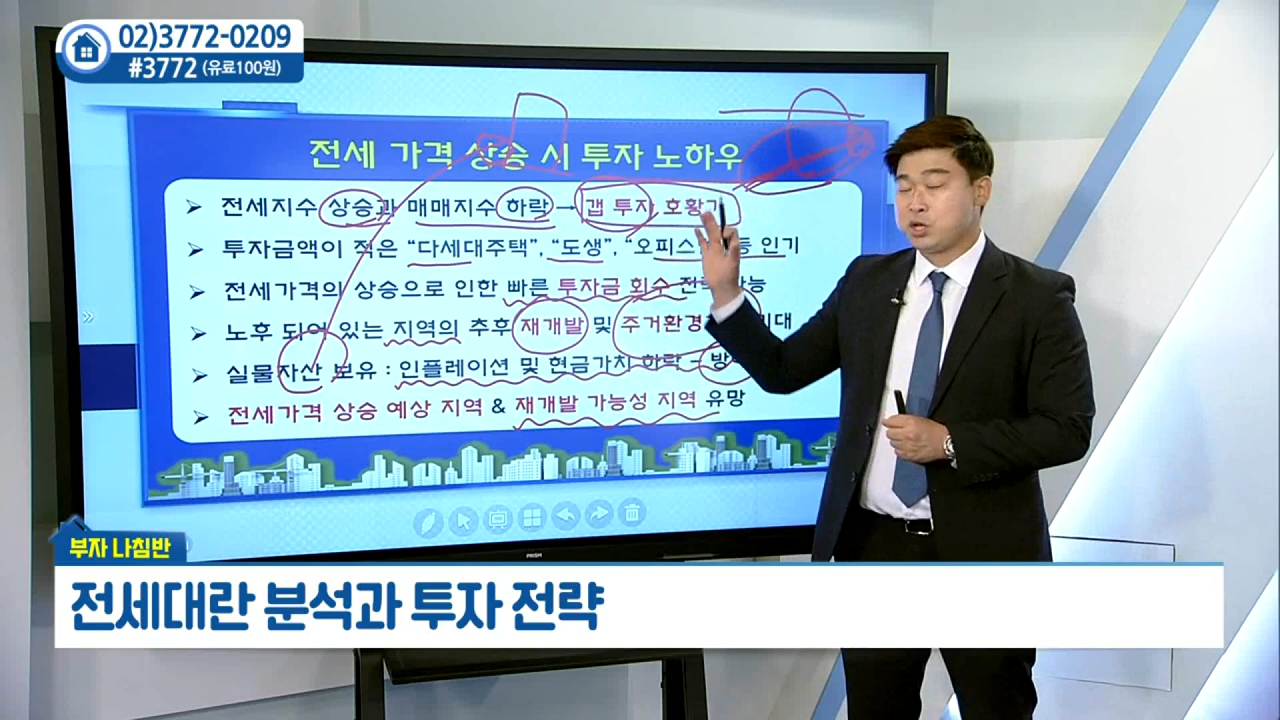 02)3772-0209
#3772 (유료100원)
전세 가격 상승 시 투자 노하우
➢ 전세지수 상승과 매매지수 하락 → 갭 투자 호황기
➢ 투자금액이 적은 “다세대주택”, “도생”, “오피스 등 인기
➢ 전세가격의 상승으로 인한 빠른 투자금 회수 전략 가능
➢ 노후 되어 있는 지역의 추후 재개발 및 주거환경 기대
➢ 실물자산 보유 : 인플레이션 및 현금가치 하락 -
➢ 전세가격 상승 예상 지역 & 재개발 가능성 지역 유망
PRISM
부자 나침반
전세대란 분석과 투자 전략